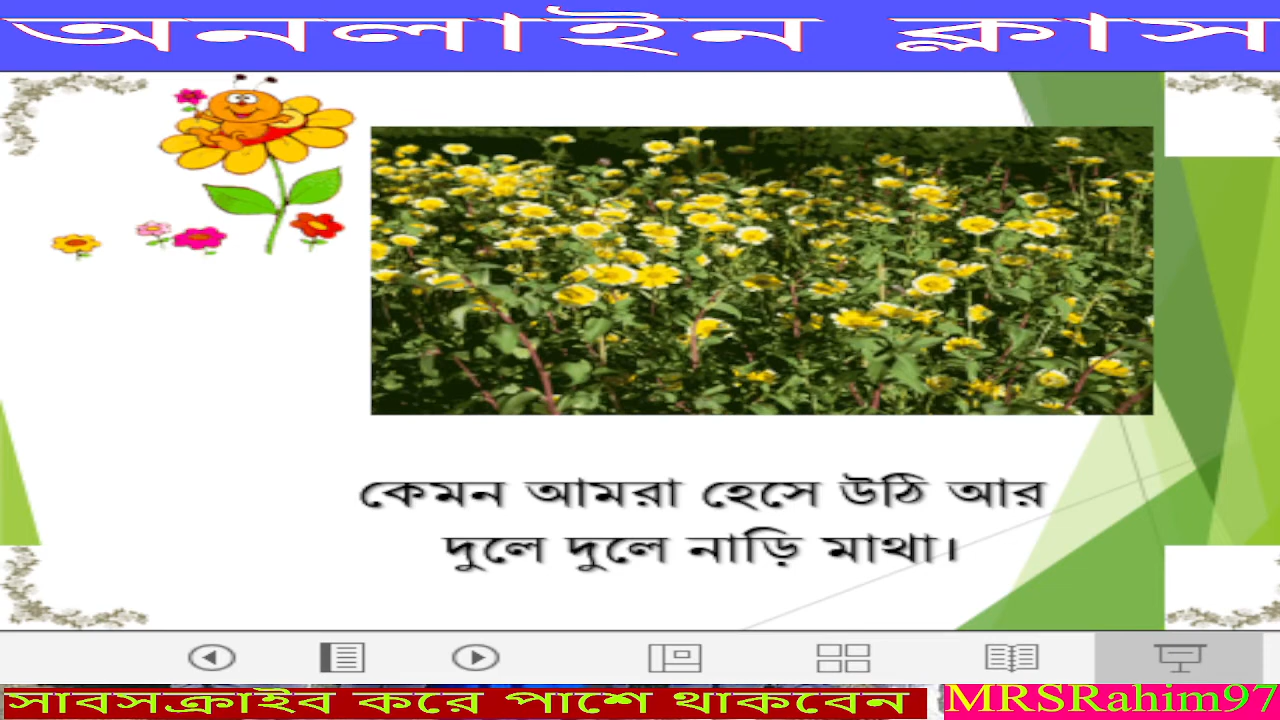 অনলাইন ক্লাস
কেমন আমরা হেসে উঠি আর
দুলে দুলে নাড়ি মাথা।
সাবসক্রাইব করে পাশে থাকবেন
MRSRahim97